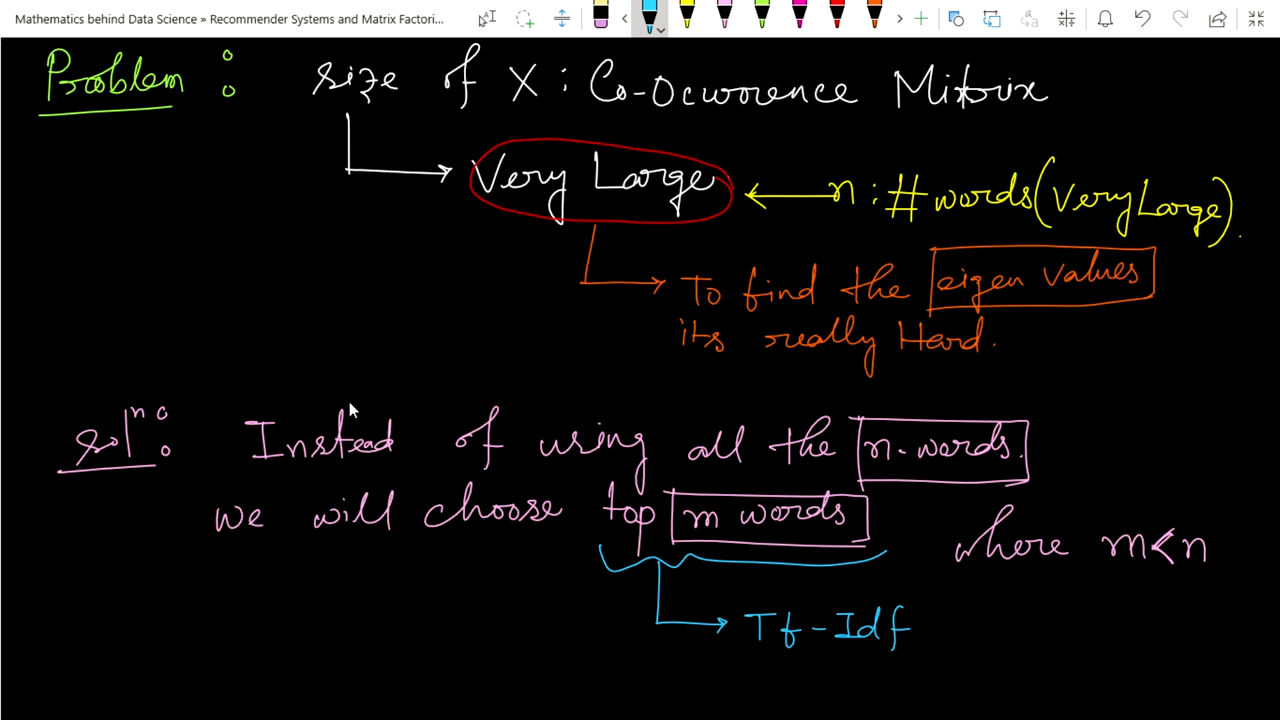 Mathematics behind Data Science » Recommender Systems and Matrix Factori...
Problem : size of X : Co-Occurrence Mitrix
Very Large ← n : # words (Very Large).
To find the eigen values
its really Hard.
solⁿ : Instead of using all the n-words.
we will choose top m words where m < n
Tf-Idf